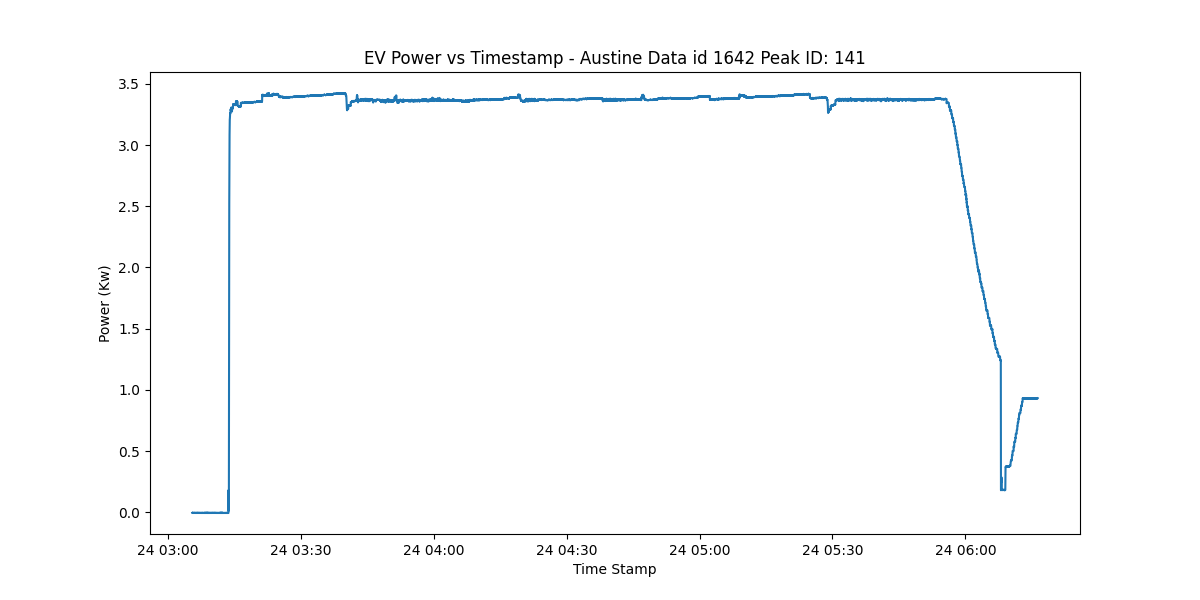 EV Power vs Timestamp - Austine Data id 1642 Peak ID: 141
3.5
3.0
2.5
2.0
1.5
1.0
0.5
0.0
Power (Kw)
24 03:00 24 03:30 24 04:00 24 04:30 24 05:00 24 05:30 24 06:00
Time Stamp